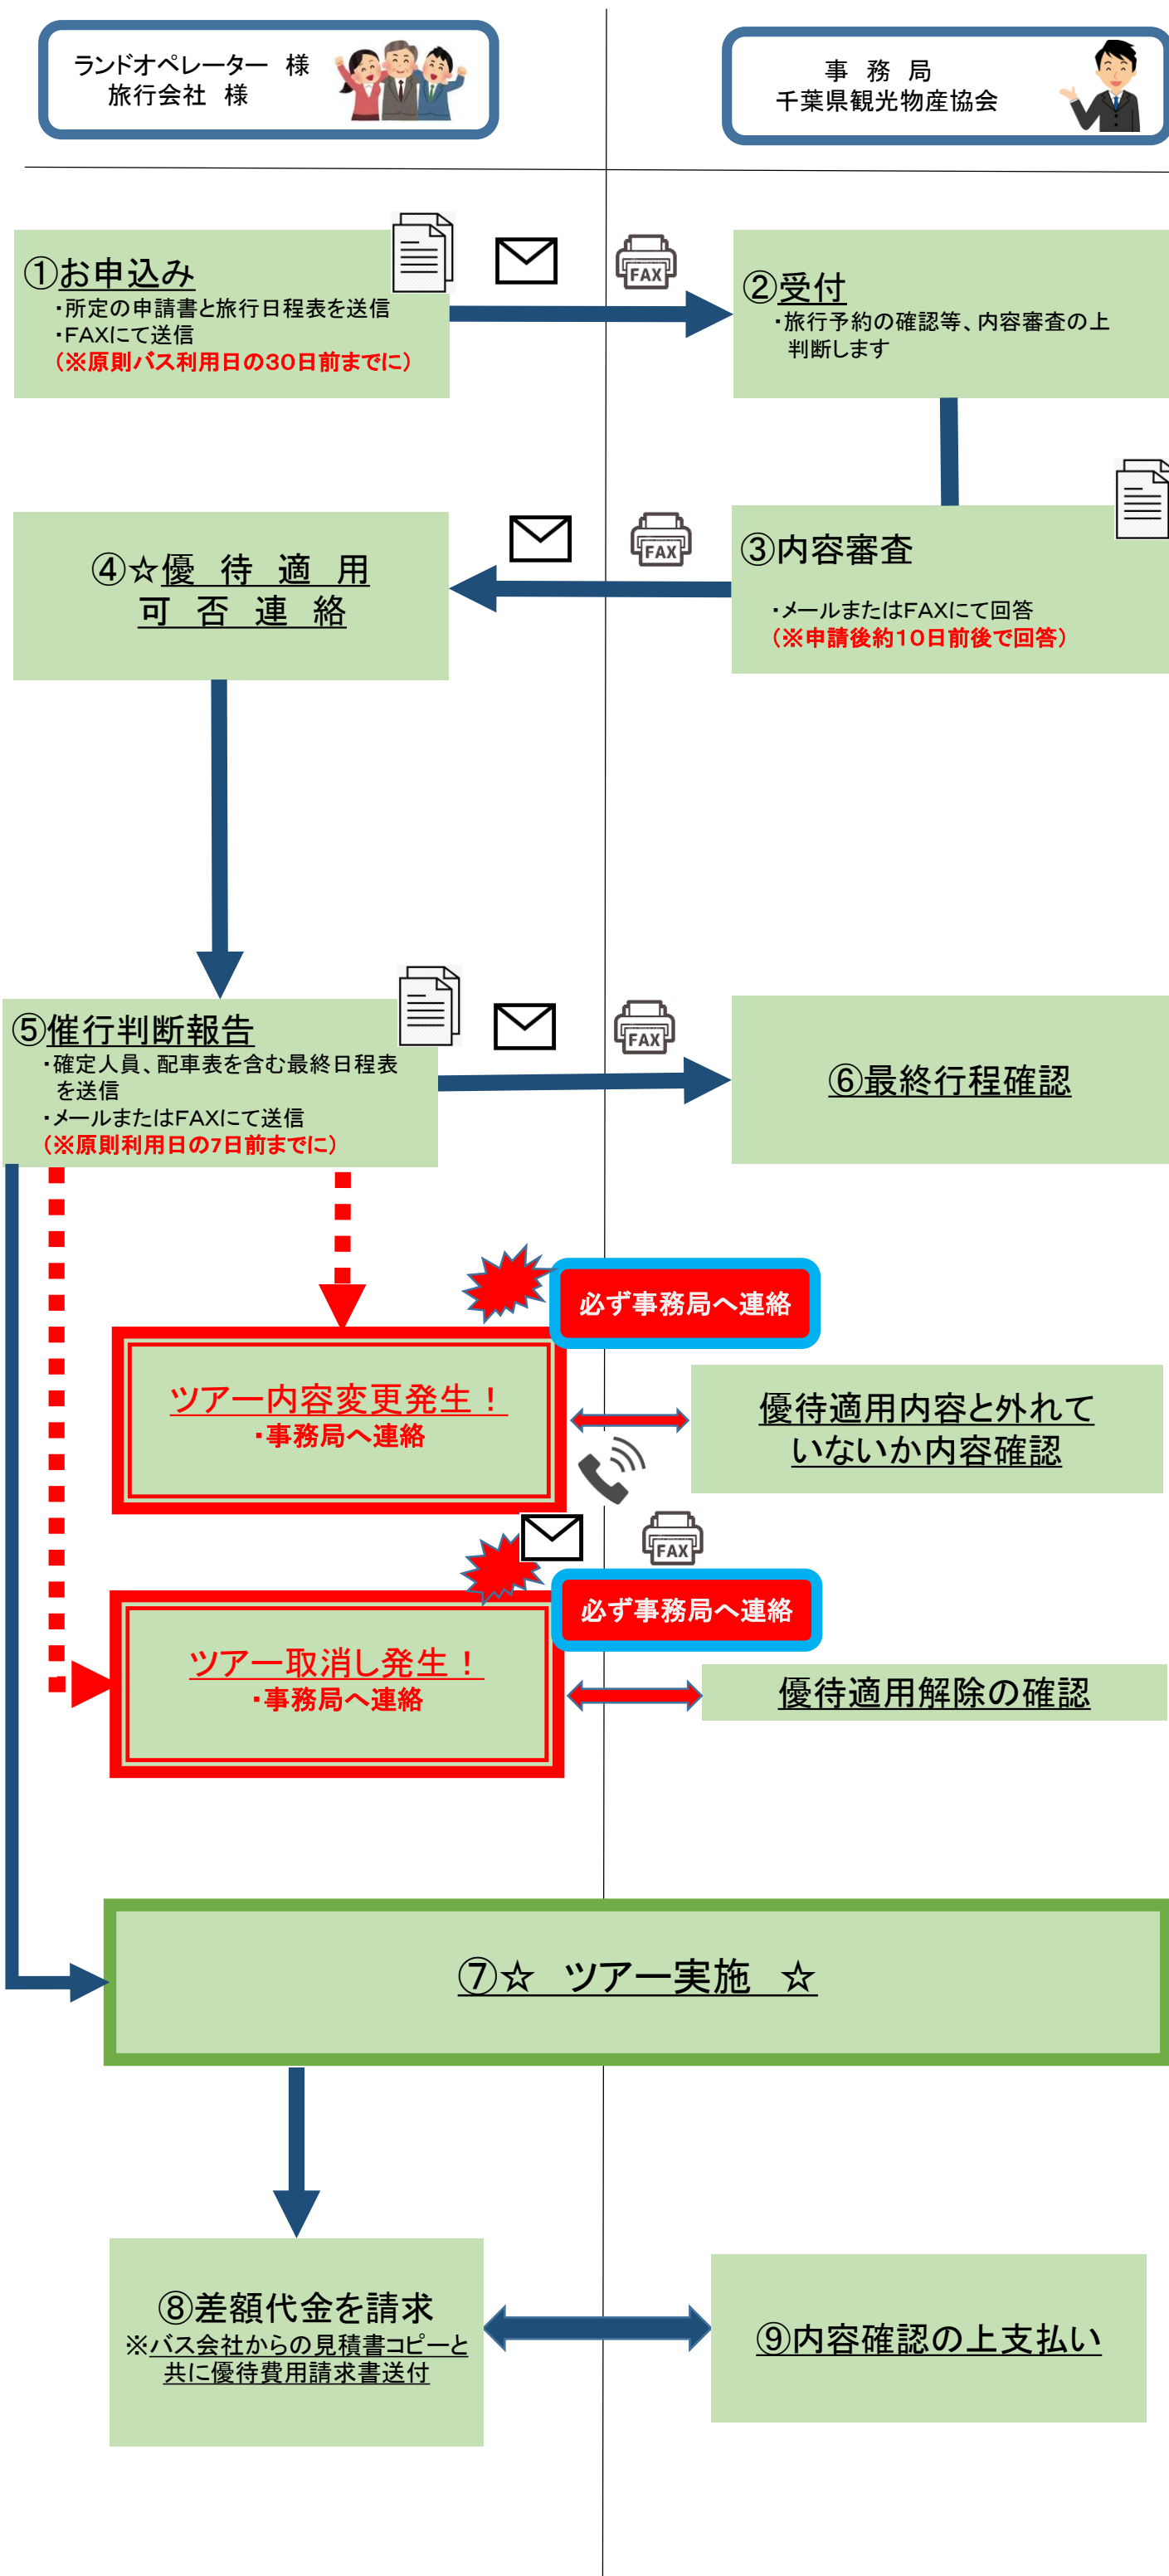 ランドオペレーター 様
旅行会社 様
事 務 局
千葉県観光物産協会
①お申込み
・所定の申請書と旅行日程表を送信
・FAXにて送信
（※原則バス利用日の30日前までに）
FAX
②受付
・旅行予約の確認等、内容審査の上
判断します
④☆優 待 適 用
可 否 連 絡
FAX
③内容審査
・メールまたはFAXにて回答
（※申請後約10日前後で回答）
⑤催行判断報告
・確定人員、配車表を含む最終日程表
を送信
・メールまたはFAXにて送信
（※原則利用日の7日前までに）
FAX
⑥最終行程確認
必ず事務局へ連絡
ツアー内容変更発生！
・事務局へ連絡
優待適用内容と外れて
いないか内容確認
FAX
必ず事務局へ連絡
ツアー取消し発生！
・事務局へ連絡
優待適用解除の確認
⑦☆ ツアー実施 ☆
⑧差額代金を請求
※バス会社からの見積書コピーと
共に優待費用請求書送付
⑨内容確認の上支払い